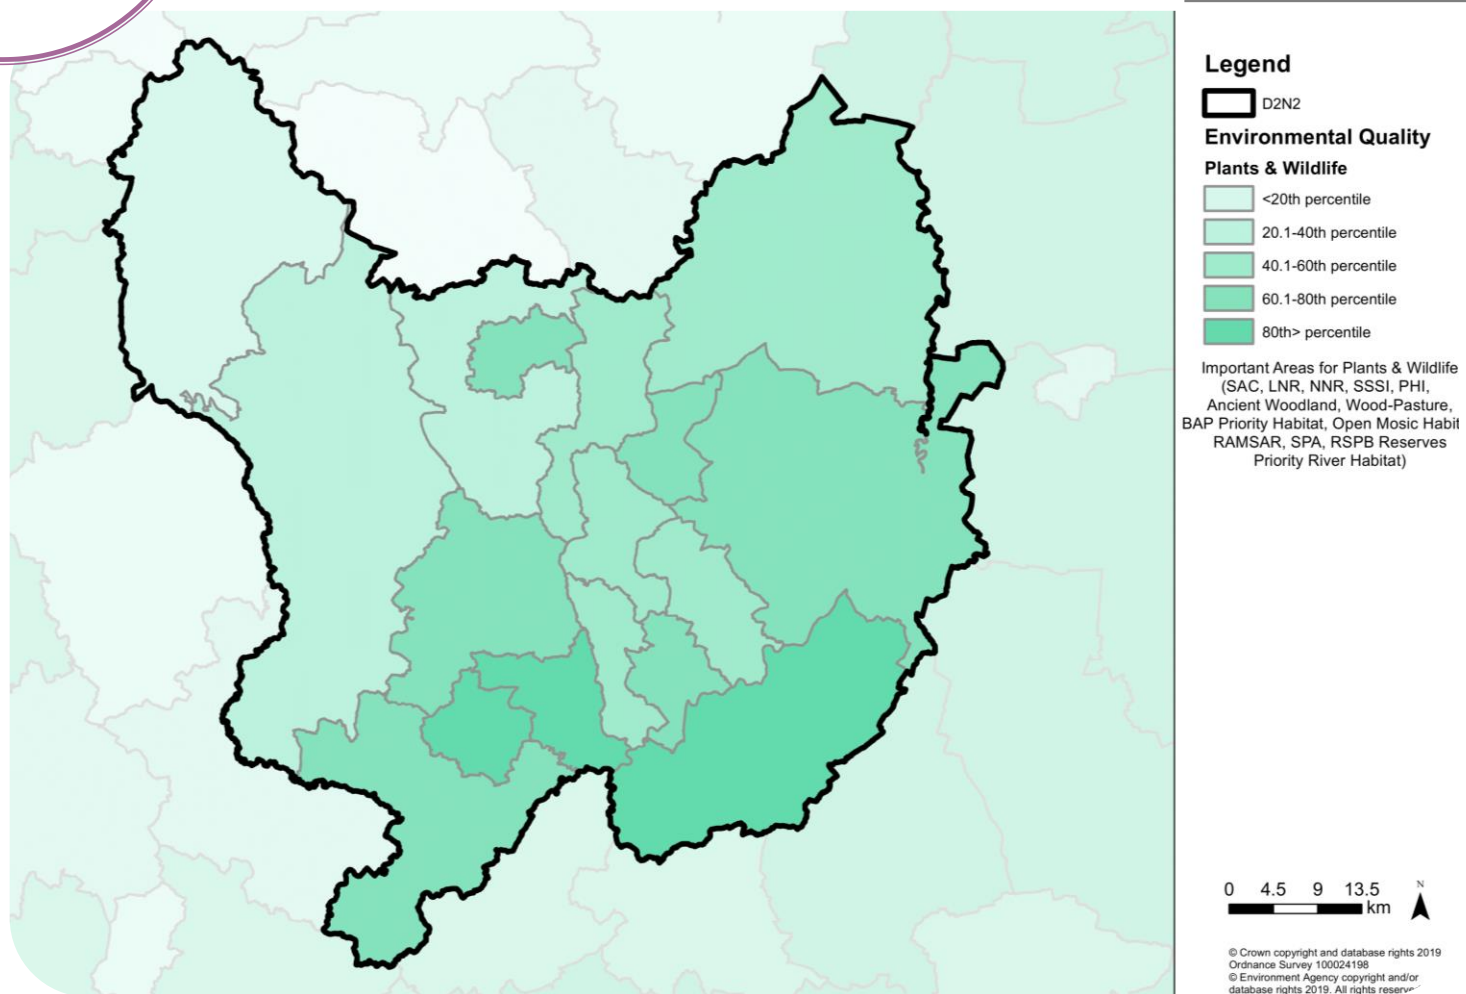 Legend
D2N2
Environmental Quality
Plants & Wildlife
<20th percentile
20.1-40th percentile
40.1-60th percentile
60.1-80th percentile
80th> percentile
Important Areas for Plants & Wildlife
(SAC, LNR, NNR, SSSI, PHI,
Ancient Woodland, Wood-Pasture,
BAP Priority Habitat, Open Mosic Habit
RAMSAR, SPA, RSPB Reserves
Priority River Habitat)
0 4.5 9 13.5
km
N
© Crown copyright and database rights 2019
Ordnance Survey 100024198
© Environment Agency copyright and/or
database rights 2019. All rights reserve